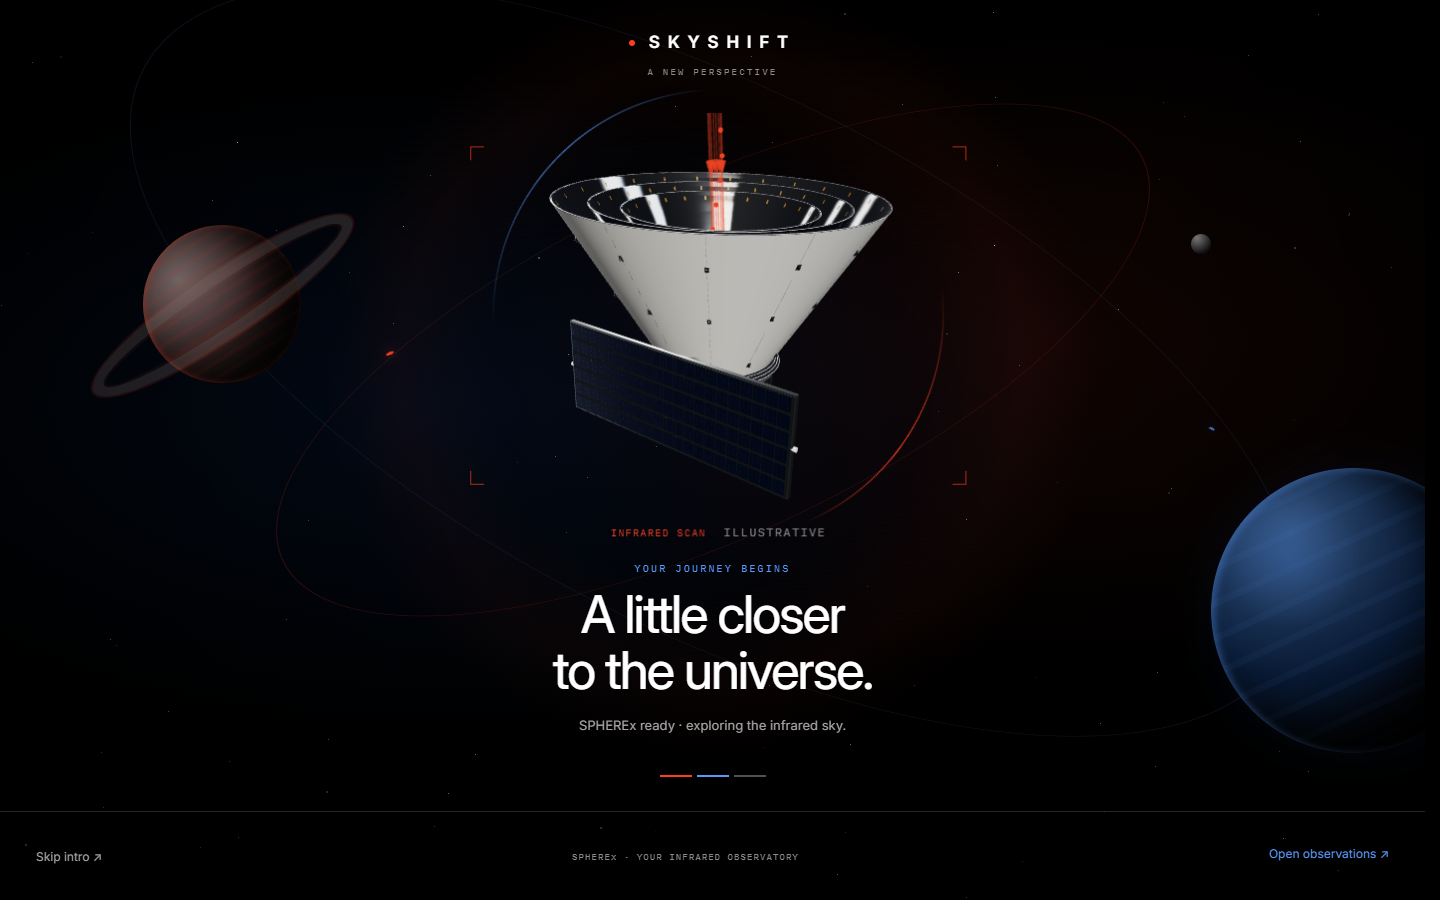 SKYSHIFT
A NEW PERSPECTIVE
INFRARED SCAN ILLUSTRATIVE
YOUR JOURNEY BEGINS
A little closer
to the universe.
SPHEREx ready · exploring the infrared sky.
Skip intro ↗
SPHEREx · YOUR INFRARED OBSERVATORY
Open observations ↗